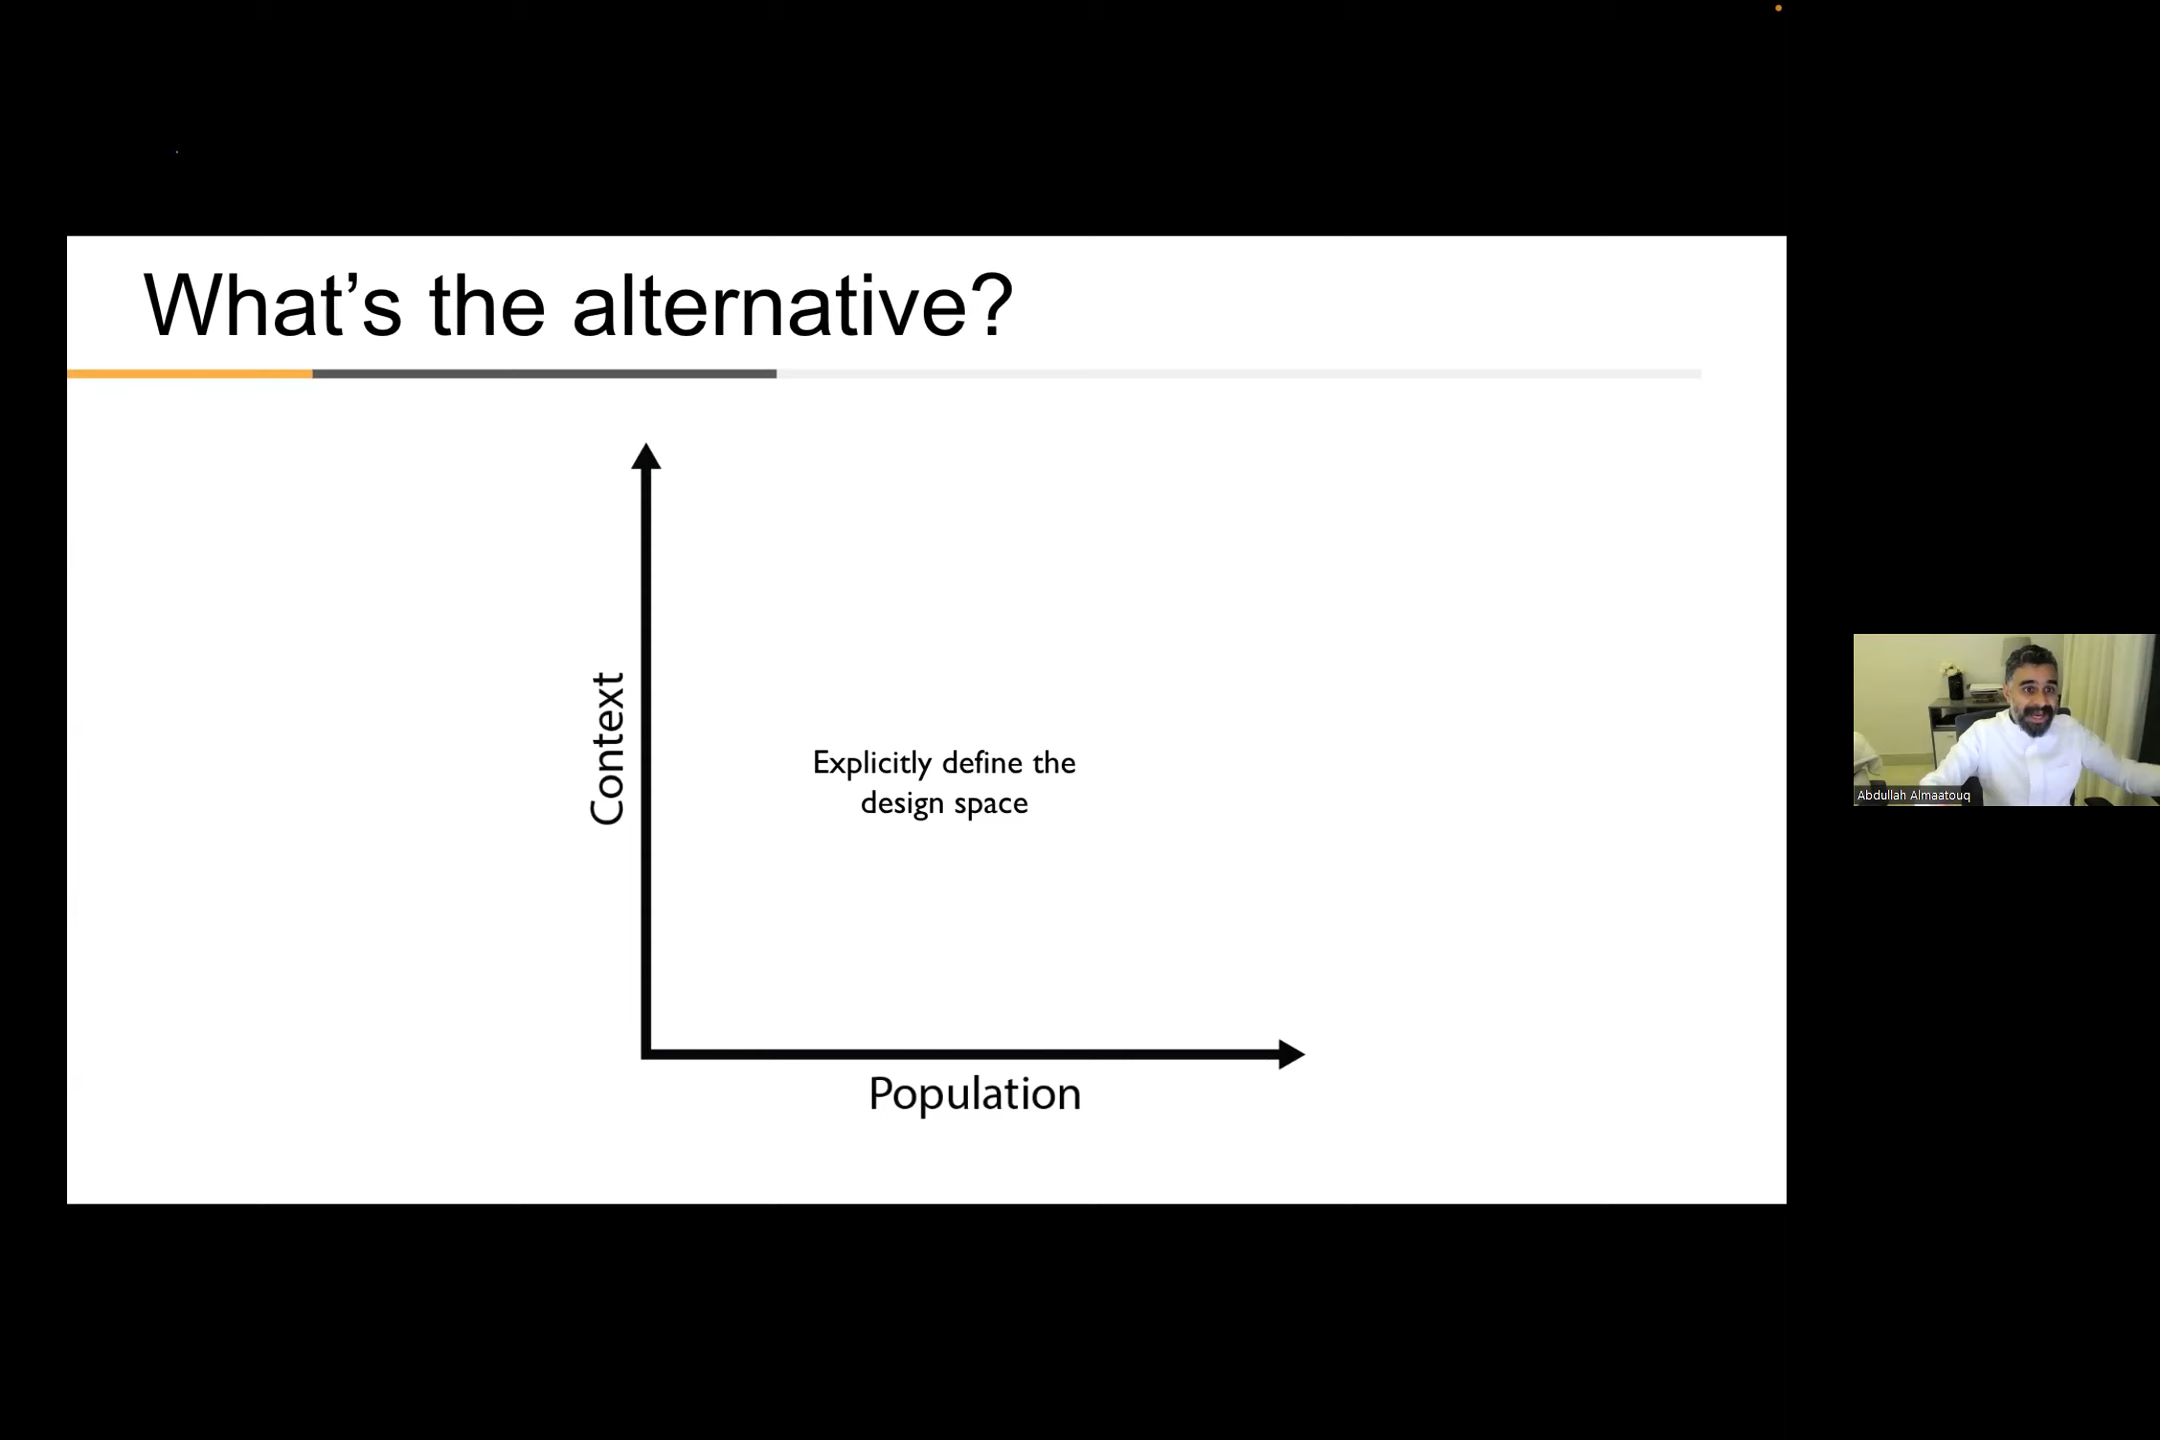 What’s the alternative?
Context
Explicitly define the
design space
Population
Abdullah Almaatouq